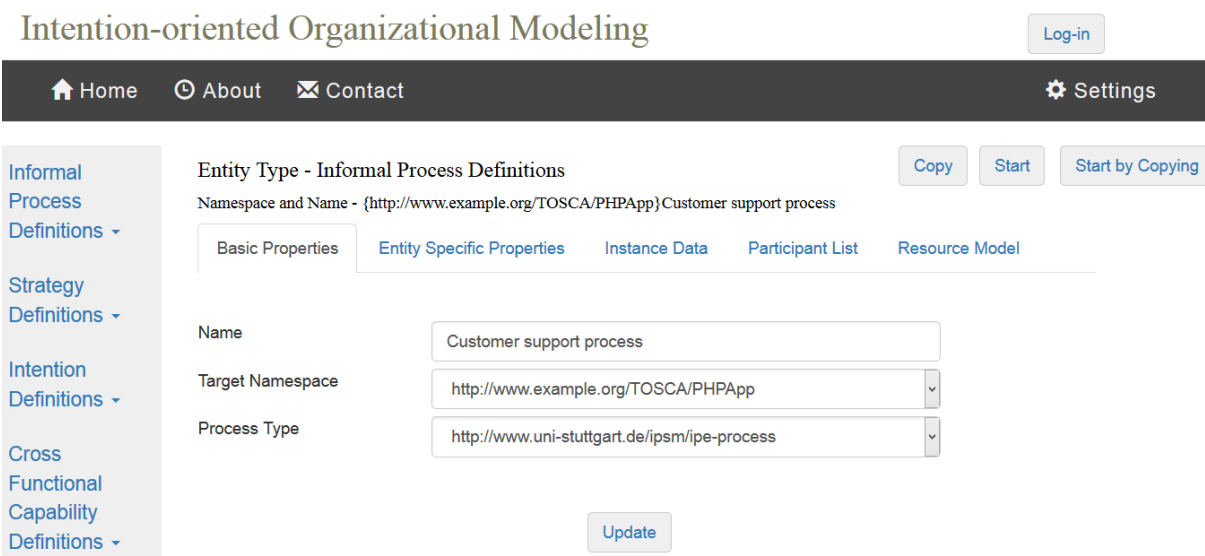 Intention-oriented Organizational Modeling
Log-in
Home About Contact Settings
Informal
Process
Definitions
Strategy
Definitions
Intention
Definitions
Cross
Functional
Capability
Definitions
Entity Type - Informal Process Definitions
Copy Start Start by Copying
Namespace and Name - {http://www.example.org/TOSCA/PHPApp}Customer support process
Basic Properties Entity Specific Properties Instance Data Participant List Resource Model
Name Customer support process
Target Namespace http://www.example.org/TOSCA/PHPApp
Process Type http://www.uni-stuttgart.de/ipsm/ipe-process
Update